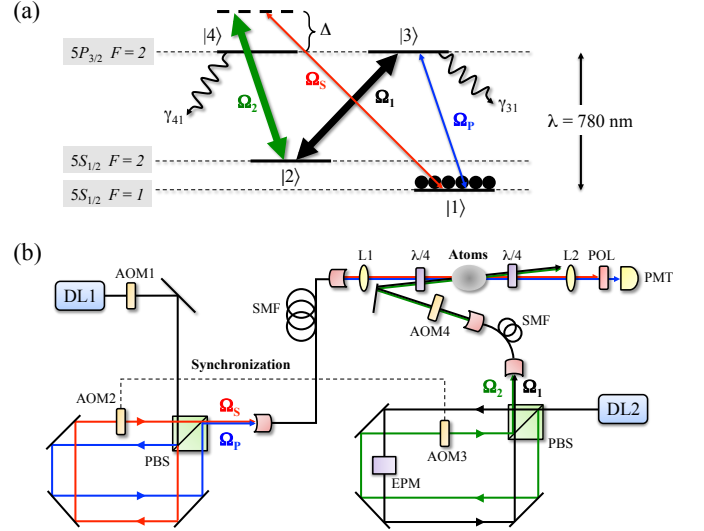 (a)
|4⟩
Δ
|3⟩
5P3/2 F = 2
γ41
Ω2
ΩS
Ω1
ΩP
γ31
λ = 780 nm
5S1/2 F = 2
|2⟩
5S1/2 F = 1
|1⟩
(b)
AOM1
DL1
SMF
L1
λ/4
Atoms
λ/4
L2
POL
PMT
AOM4
SMF
Synchronization
AOM2
ΩS
ΩP
PBS
Ω2
Ω1
DL2
AOM3
PBS
EPM